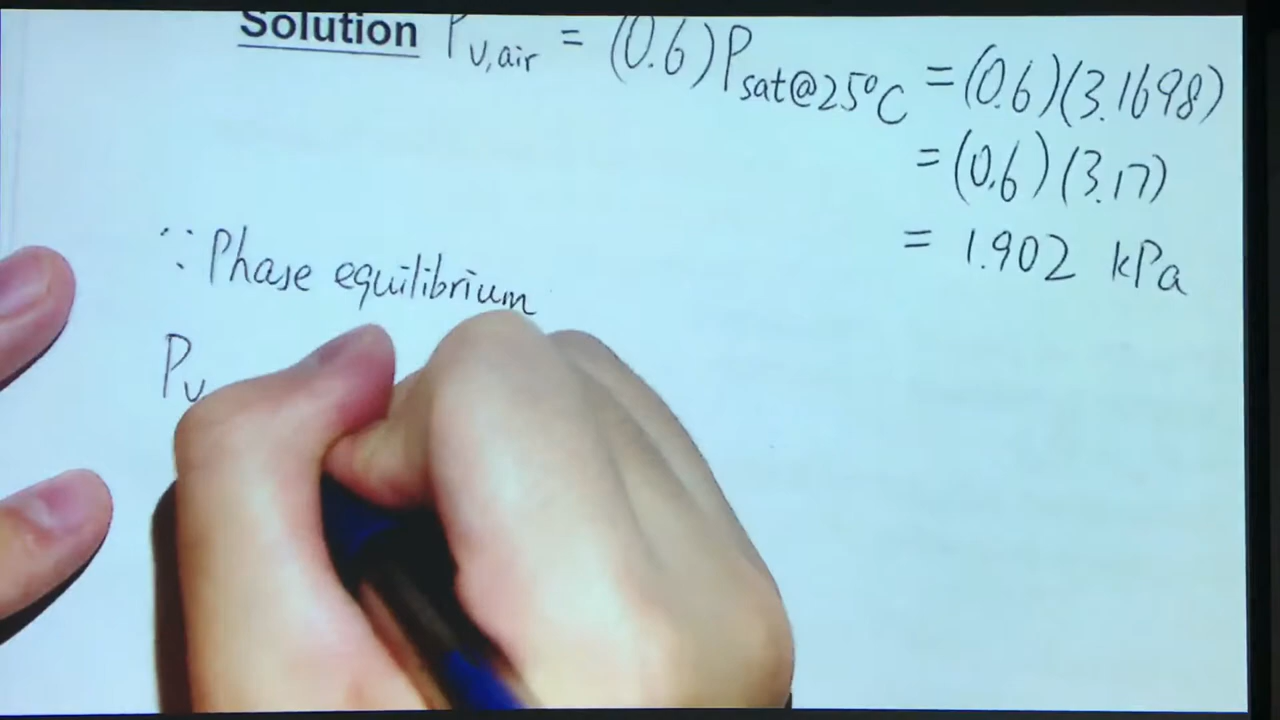 Solution P_v,air = (0.6)P_sat@25°C = (0.6)(3.1698)
= (0.6)(3.17)
= 1.902 kPa
∵ Phase equilibrium
P_v